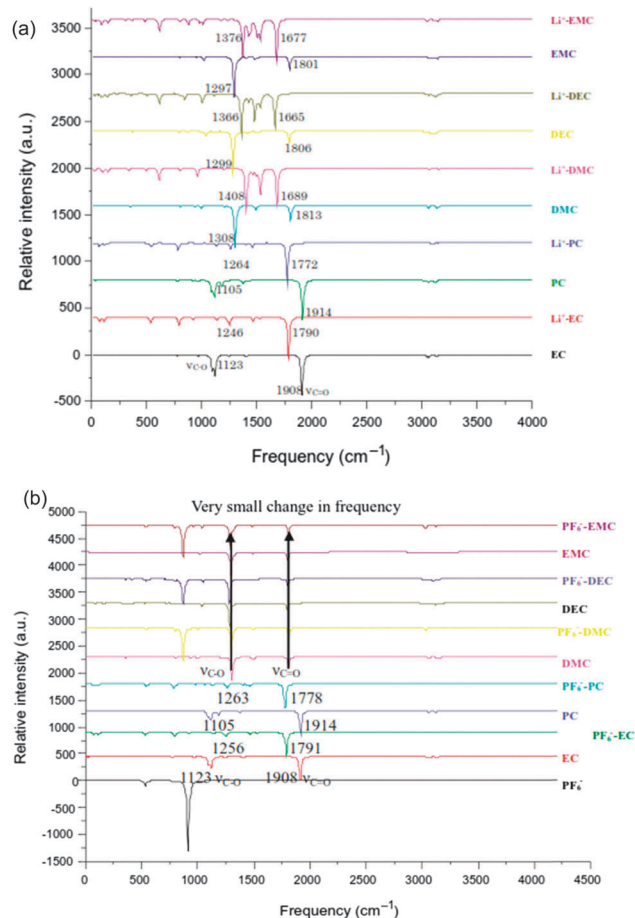 (a)
3500
3000
2500
2000
1500
1000
500
0
-500
Relative intensity (a.u.)
Li⁺-EMC
1376
1677
EMC
1801
1297
Li⁺-DEC
1366
1665
DEC
1806
1299
Li⁺-DMC
1408
1689
DMC
1813
1308
Li⁺-PC
1264
1772
PC
1105
1914
Li⁺-EC
1246
1790
EC
νC-O
1123
1908 νC=O
0 500 1000 1500 2000 2500 3000 3500 4000
Frequency (cm⁻¹)
(b)
Very small change in frequency
5000
4500
4000
3500
3000
2500
2000
1500
1000
500
0
-500
-1000
-1500
Relative intensity (a.u.)
PF₆⁻-EMC
EMC
PF₆⁻-DEC
DEC
PF₆⁻-DMC
DMC
νC-O
νC=O
PF₆⁻-PC
1263
1778
PC
1105
1914
PF₆⁻-EC
1256
1791
EC
1123 νC-O
1908 νC=O
PF₆⁻
0 500 1000 1500 2000 2500 3000 3500 4000 4500
Frequency (cm⁻¹)